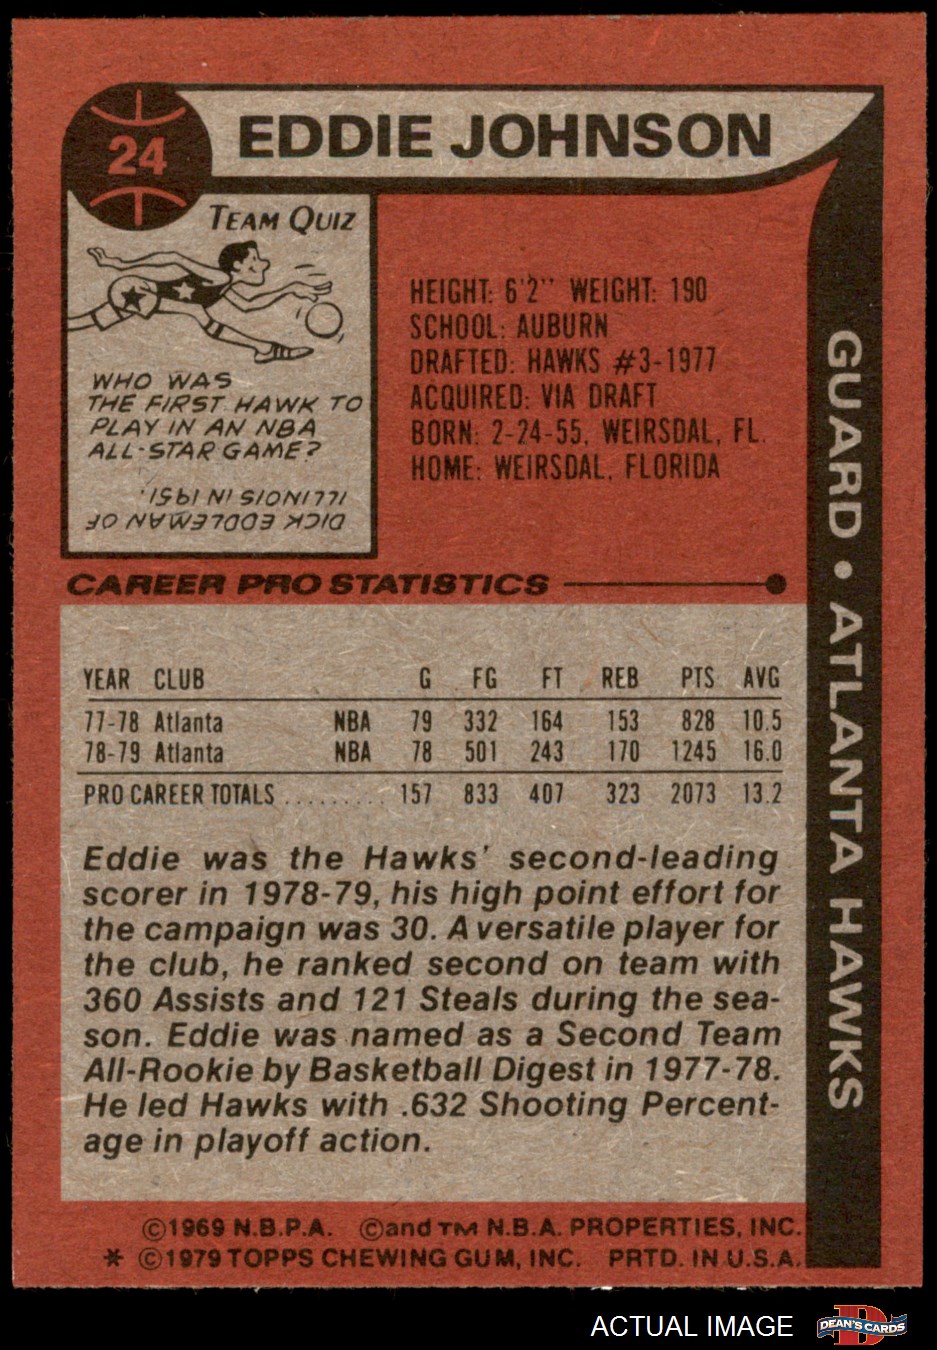 24
EDDIE JOHNSON
TEAM QUIZ
WHO WAS
THE FIRST HAWK TO
PLAY IN AN NBA
ALL-STAR GAME?
DICK EDDLEMAN OF
ILLINOIS IN 1951.
HEIGHT: 6'2" WEIGHT: 190
SCHOOL: AUBURN
DRAFTED: HAWKS #3-1977
ACQUIRED: VIA DRAFT
BORN: 2-24-55, WEIRSDAL, FL.
HOME: WEIRSDAL, FLORIDA
GUARD • ATLANTA HAWKS
CAREER PRO STATISTICS
YEAR CLUB G FG FT REB PTS AVG
77-78 Atlanta NBA 79 332 164 153 828 10.5
78-79 Atlanta NBA 78 501 243 170 1245 16.0
PRO CAREER TOTALS ......... 157 833 407 323 2073 13.2
Eddie was the Hawks' second-leading
scorer in 1978-79, his high point effort for
the campaign was 30. A versatile player for
the club, he ranked second on team with
360 Assists and 121 Steals during the sea-
son. Eddie was named as a Second Team
All-Rookie by Basketball Digest in 1977-78.
He led Hawks with .632 Shooting Percent-
age in playoff action.
©1969 N.B.P.A. ©and TM N.B.A. PROPERTIES, INC.
* ©1979 TOPPS CHEWING GUM, INC. PRTD. IN U.S.A.
ACTUAL IMAGE
D
DEAN'S CARDS